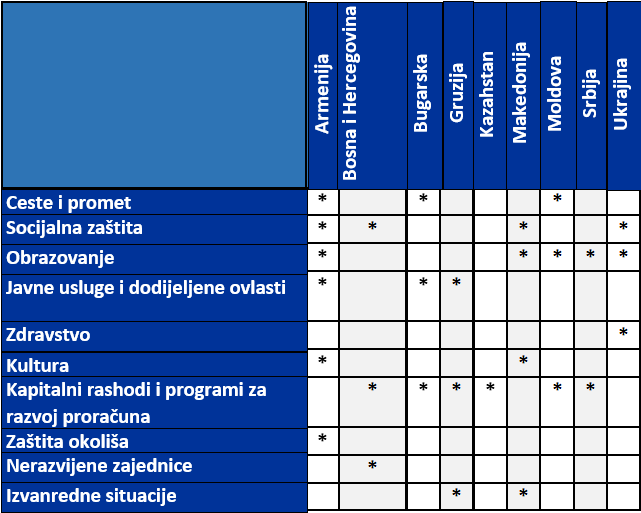 Armenija
Bosna i Hercegovina
Bugarska
Gruzija
Kazahstan
Makedonija
Moldova
Srbija
Ukrajina
Ceste i promet * * *
Socijalna zaštita * * * *
Obrazovanje * * * * *
Javne usluge i dodijeljene ovlasti * * *
Zdravstvo *
Kultura * *
Kapitalni rashodi i programi za * * * * * *
razvoj proračuna
Zaštita okoliša *
Nerazvijene zajednice *
Izvanredne situacije * *